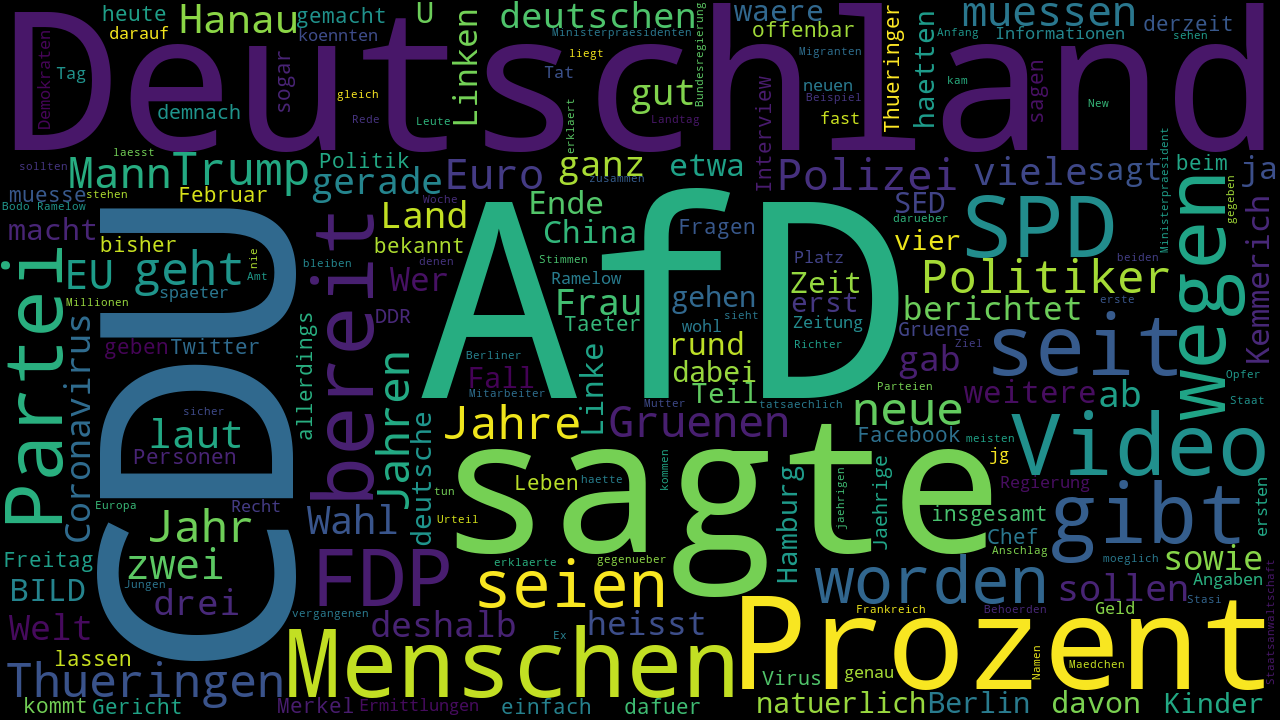 Deutschland
heute
Hanau
gemacht
U
deutschen
waere
muessen
derzeit
darauf
koennten
Ministerpraesidenten
offenbar
Informationen
Anfang
sehen
Demokraten
Tag
sogar
liegt
Linken
Tat
Bundesregierung
Migranten
Thueringer
haetten
sagen
gleich
gut
neuen
Beispiel
kam
New
demnach
Rede
Leute
erklaert
Landtag
Interview
fast
sollten
laesst
Mann
Trump
Politik
gerade
Euro
ganz
zusammen
etwa
Polizei
viele
sagt
Ministerpraesident
beim
ja
muesse
stehen
Februar
Woche
Bodo Ramelow
Land
Ende
SED
darueber
SPD
wegen
gegeben
macht
bisher
bekannt
China
Fragen
vier
Kemmerich
Partei
EU
geht
nie
bleiben
bereit
denen
Stimmen
AfD
Platz
beiden
Amt
Wer
Ramelow
gehen
Zeit
Politiker
spaeter
Millionen
Frau
erst
berichtet
erste
Coronavirus
CDU
DDR
Taeter
wohl
sieht
Zeitung
Gruene
Ziel
seit
geben
Twitter
allerdings
Berliner
Linke
rund
Richter
gab
Jahren
Fall
Mitarbeiter
dabei
Parteien
weitere
ab
Opfer
Staat
sicher
Teil
Mutter
tatsaechlich
neue
laut
deutsche
Jahre
Gruenen
Facebook
meisten
Video
Personen
sagte
jg
Leben
haette
kommen
Hamburg
jaehrigen
Jaehrige
Regierung
gibt
ersten
Europa
Recht
tun
Urteil
insgesamt
Jahr
Wahl
Chef
Anschlag
Freitag
zwei
FDP
erklaerte
gegenueber
moeglich
sowie
BILD
Jungen
seien
worden
sollen
Angaben
drei
Stasi
Staatsanwaltschaft
Welt
vergangenen
deshalb
Ex
heisst
Prozent
Frankreich
Behoerden
Geld
lassen
Menschen
Namen
Maedchen
Thueringen
Virus
genau
kommt
Gericht
Merkel
Ermittlungen
einfach
dafuer
natuerlich
Berlin
davon
Kinder